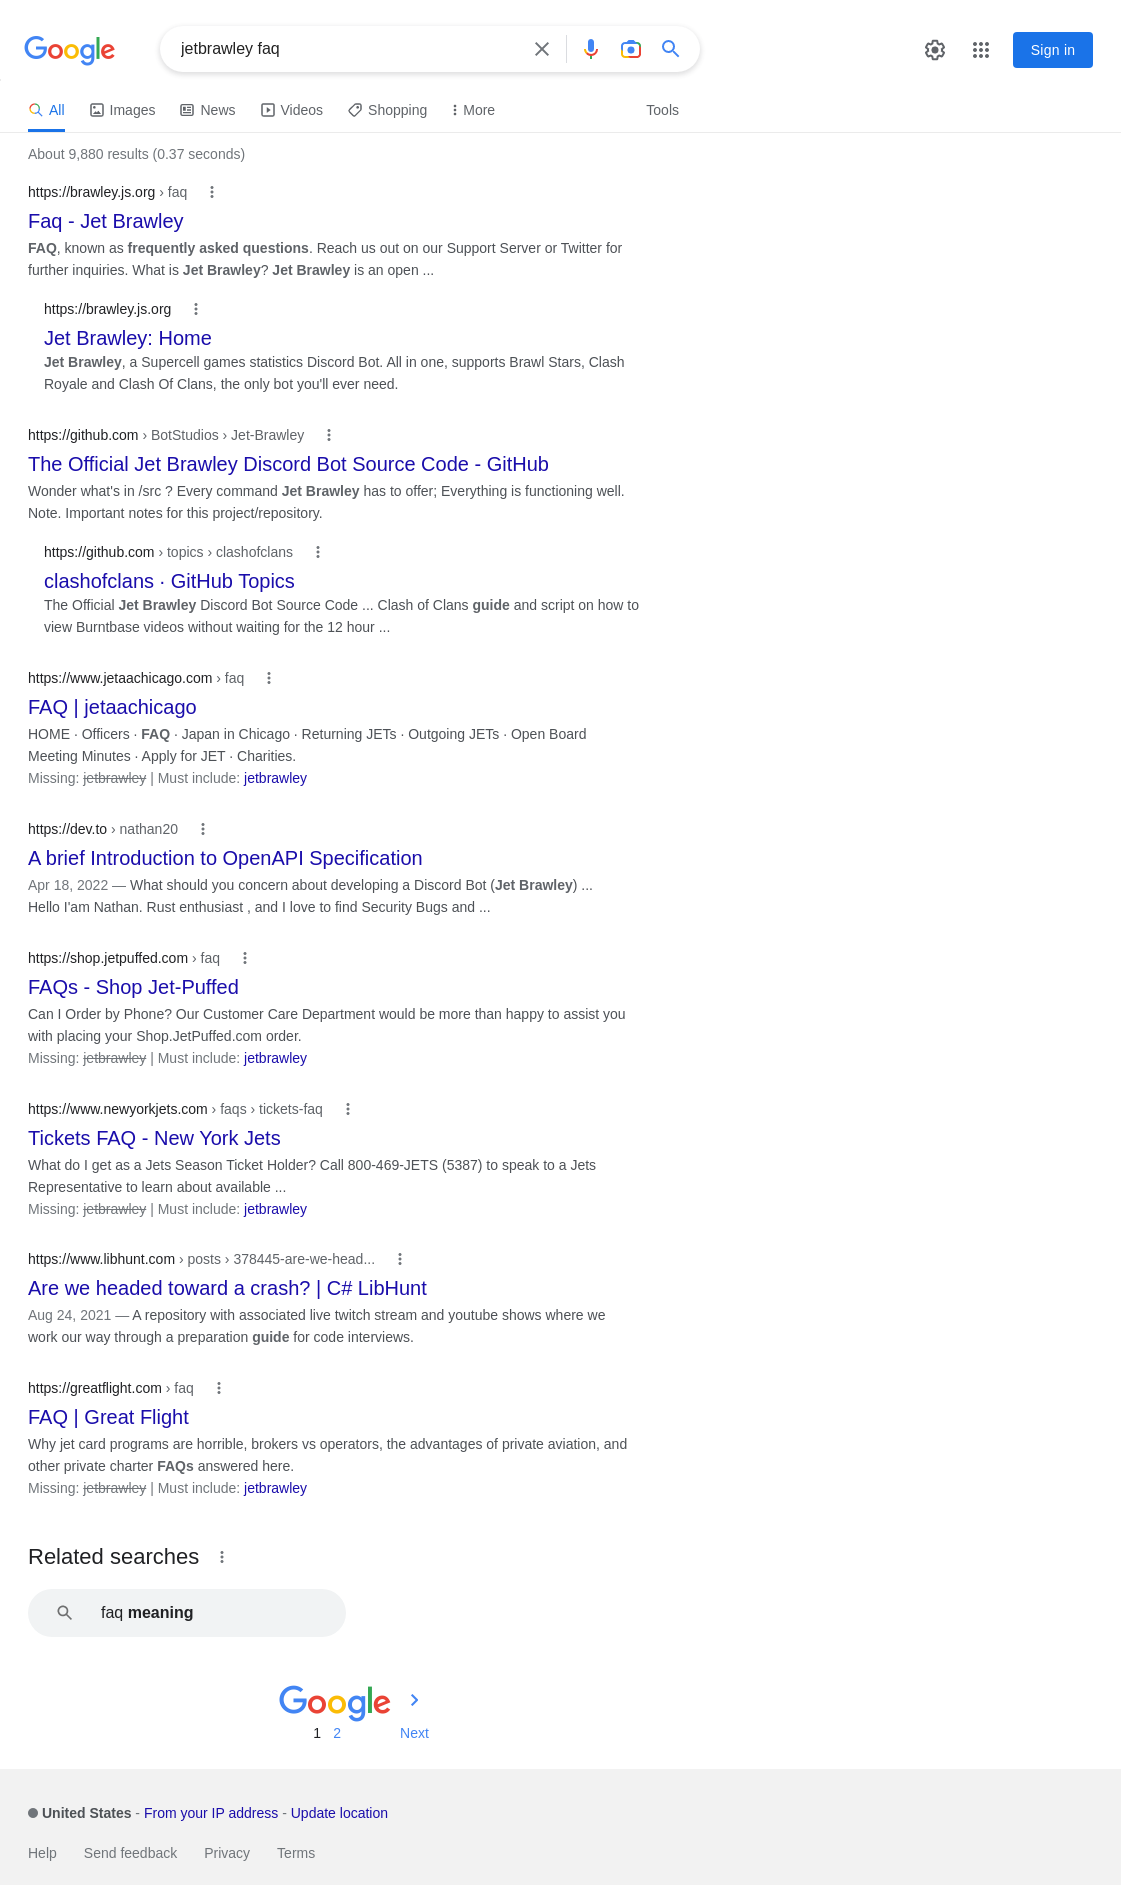 Google
jetbrawley faq
Sign in
All Images News Videos Shopping More Tools
About 9,880 results (0.37 seconds)
https://brawley.js.org › faq
Faq - Jet Brawley
FAQ, known as frequently asked questions. Reach us out on our Support Server or Twitter for
further inquiries. What is Jet Brawley? Jet Brawley is an open ...
https://brawley.js.org
Jet Brawley: Home
Jet Brawley, a Supercell games statistics Discord Bot. All in one, supports Brawl Stars, Clash
Royale and Clash Of Clans, the only bot you'll ever need.
https://github.com › BotStudios › Jet-Brawley
The Official Jet Brawley Discord Bot Source Code - GitHub
Wonder what's in /src ? Every command Jet Brawley has to offer; Everything is functioning well.
Note. Important notes for this project/repository.
https://github.com › topics › clashofclans
clashofclans · GitHub Topics
The Official Jet Brawley Discord Bot Source Code ... Clash of Clans guide and script on how to
view Burntbase videos without waiting for the 12 hour ...
https://www.jetaachicago.com › faq
FAQ | jetaachicago
HOME · Officers · FAQ · Japan in Chicago · Returning JETs · Outgoing JETs · Open Board
Meeting Minutes · Apply for JET · Charities.
Missing: jetbrawley | Must include: jetbrawley
https://dev.to › nathan20
A brief Introduction to OpenAPI Specification
Apr 18, 2022 — What should you concern about developing a Discord Bot (Jet Brawley) ...
Hello I'am Nathan. Rust enthusiast , and I love to find Security Bugs and ...
https://shop.jetpuffed.com › faq
FAQs - Shop Jet-Puffed
Can I Order by Phone? Our Customer Care Department would be more than happy to assist you
with placing your Shop.JetPuffed.com order.
Missing: jetbrawley | Must include: jetbrawley
https://www.newyorkjets.com › faqs › tickets-faq
Tickets FAQ - New York Jets
What do I get as a Jets Season Ticket Holder? Call 800-469-JETS (5387) to speak to a Jets
Representative to learn about available ...
Missing: jetbrawley | Must include: jetbrawley
https://www.libhunt.com › posts › 378445-are-we-head...
Are we headed toward a crash? | C# LibHunt
Aug 24, 2021 — A repository with associated live twitch stream and youtube shows where we
work our way through a preparation guide for code interviews.
https://greatflight.com › faq
FAQ | Great Flight
Why jet card programs are horrible, brokers vs operators, the advantages of private aviation, and
other private charter FAQs answered here.
Missing: jetbrawley | Must include: jetbrawley
Related searches
faq meaning
Google
1 2 Next
United States - From your IP address - Update location
Help Send feedback Privacy Terms